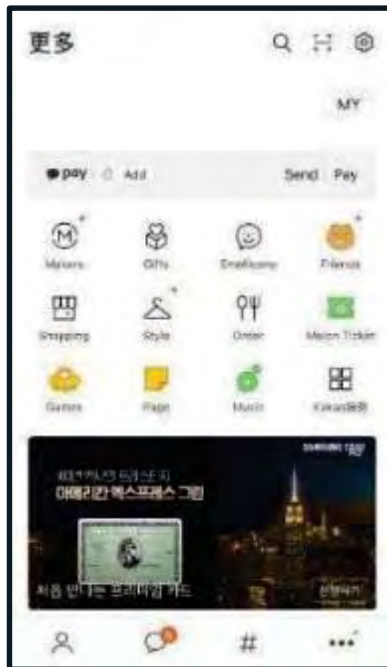 更多
MY
pay Add Send Pay
Makers Gifts Emoticons Friends
Shopping Style Order Melon Ticket
Games Page Music
아메리칸 엑스프레스 그린
처음 만나는 프리미엄 카드
#